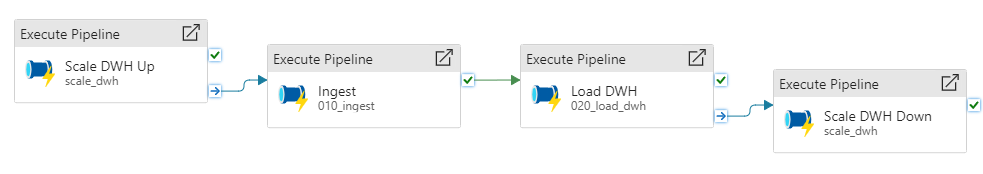 Execute Pipeline
Scale DWH Up
scale_dwh
Execute Pipeline
Ingest
010_ingest
Execute Pipeline
Load DWH
020_load_dwh
Execute Pipeline
Scale DWH Down
scale_dwh